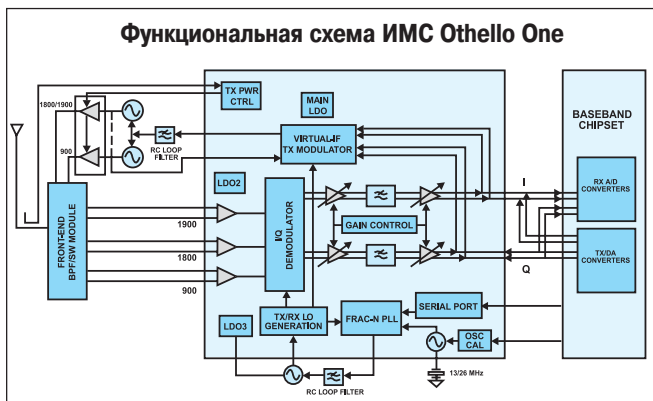 Функциональная схема ИМС Othello One
TX PWR
CTRL
MAIN
LDO
BASEBAND
CHIPSET
1800/1900
900
RC LOOP
FILTER
VIRTUAL-IF
TX MODULATOR
LDO2
FRONT-END
BPF/SW MODULE
1900
1800
900
I/Q
DEMODULATOR
GAIN CONTROL
I
Q
RX A/D
CONVERTERS
TX/DA
CONVERTERS
LDO3
TX/RX LO
GENERATION
FRAC-N PLL
SERIAL PORT
OSC
CAL
RC LOOP FILTER
13/26 MHz